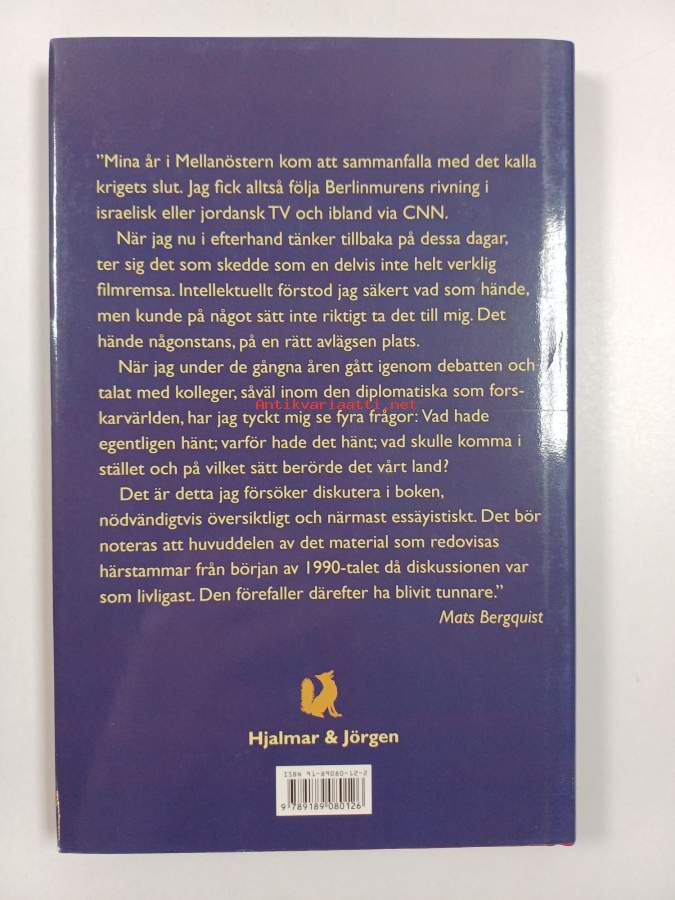 ”Mina år i Mellanöstern kom att sammanfalla med det kalla
krigets slut. Jag fick alltså följa Berlinmurens rivning i
israelisk eller jordansk TV och ibland via CNN.
När jag nu i efterhand tänker tillbaka på dessa dagar,
ter sig det som skedde som en delvis inte helt verklig
filmremsa. Intellektuellt förstod jag säkert vad som hände,
men kunde på något sätt inte riktigt ta det till mig. Det
hände någonstans, på en rätt avlägsen plats.
När jag under de gångna åren gått igenom debatten och
talat med kolleger, såväl inom den diplomatiska som fors-
Antikvariaatti.net
karvärlden, har jag tyckt mig se fyra frågor: Vad hade
egentligen hänt; varför hade det hänt; vad skulle komma i
stället och på vilket sätt berörde det vårt land?
Det är detta jag försöker diskutera i boken,
nödvändigtvis översiktligt och närmast essäyistiskt. Det bör
noteras att huvuddelen av det material som redovisas
härstammar från början av 1990-talet då diskussionen var
som livligast. Den förefaller därefter ha blivit tunnare.”
Mats Bergquist
Hjalmar & Jörgen
ISBN 91-89080-12-2
9 789189 080126